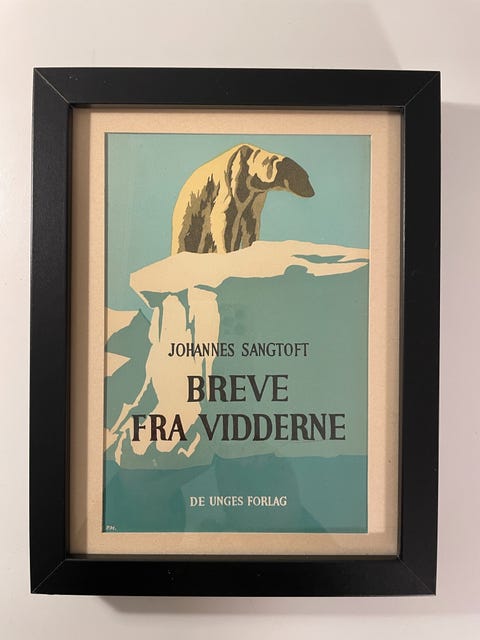 JOHANNES SANGTOFT
BREVE
FRA VIDDERNE
DE UNGES FORLAG